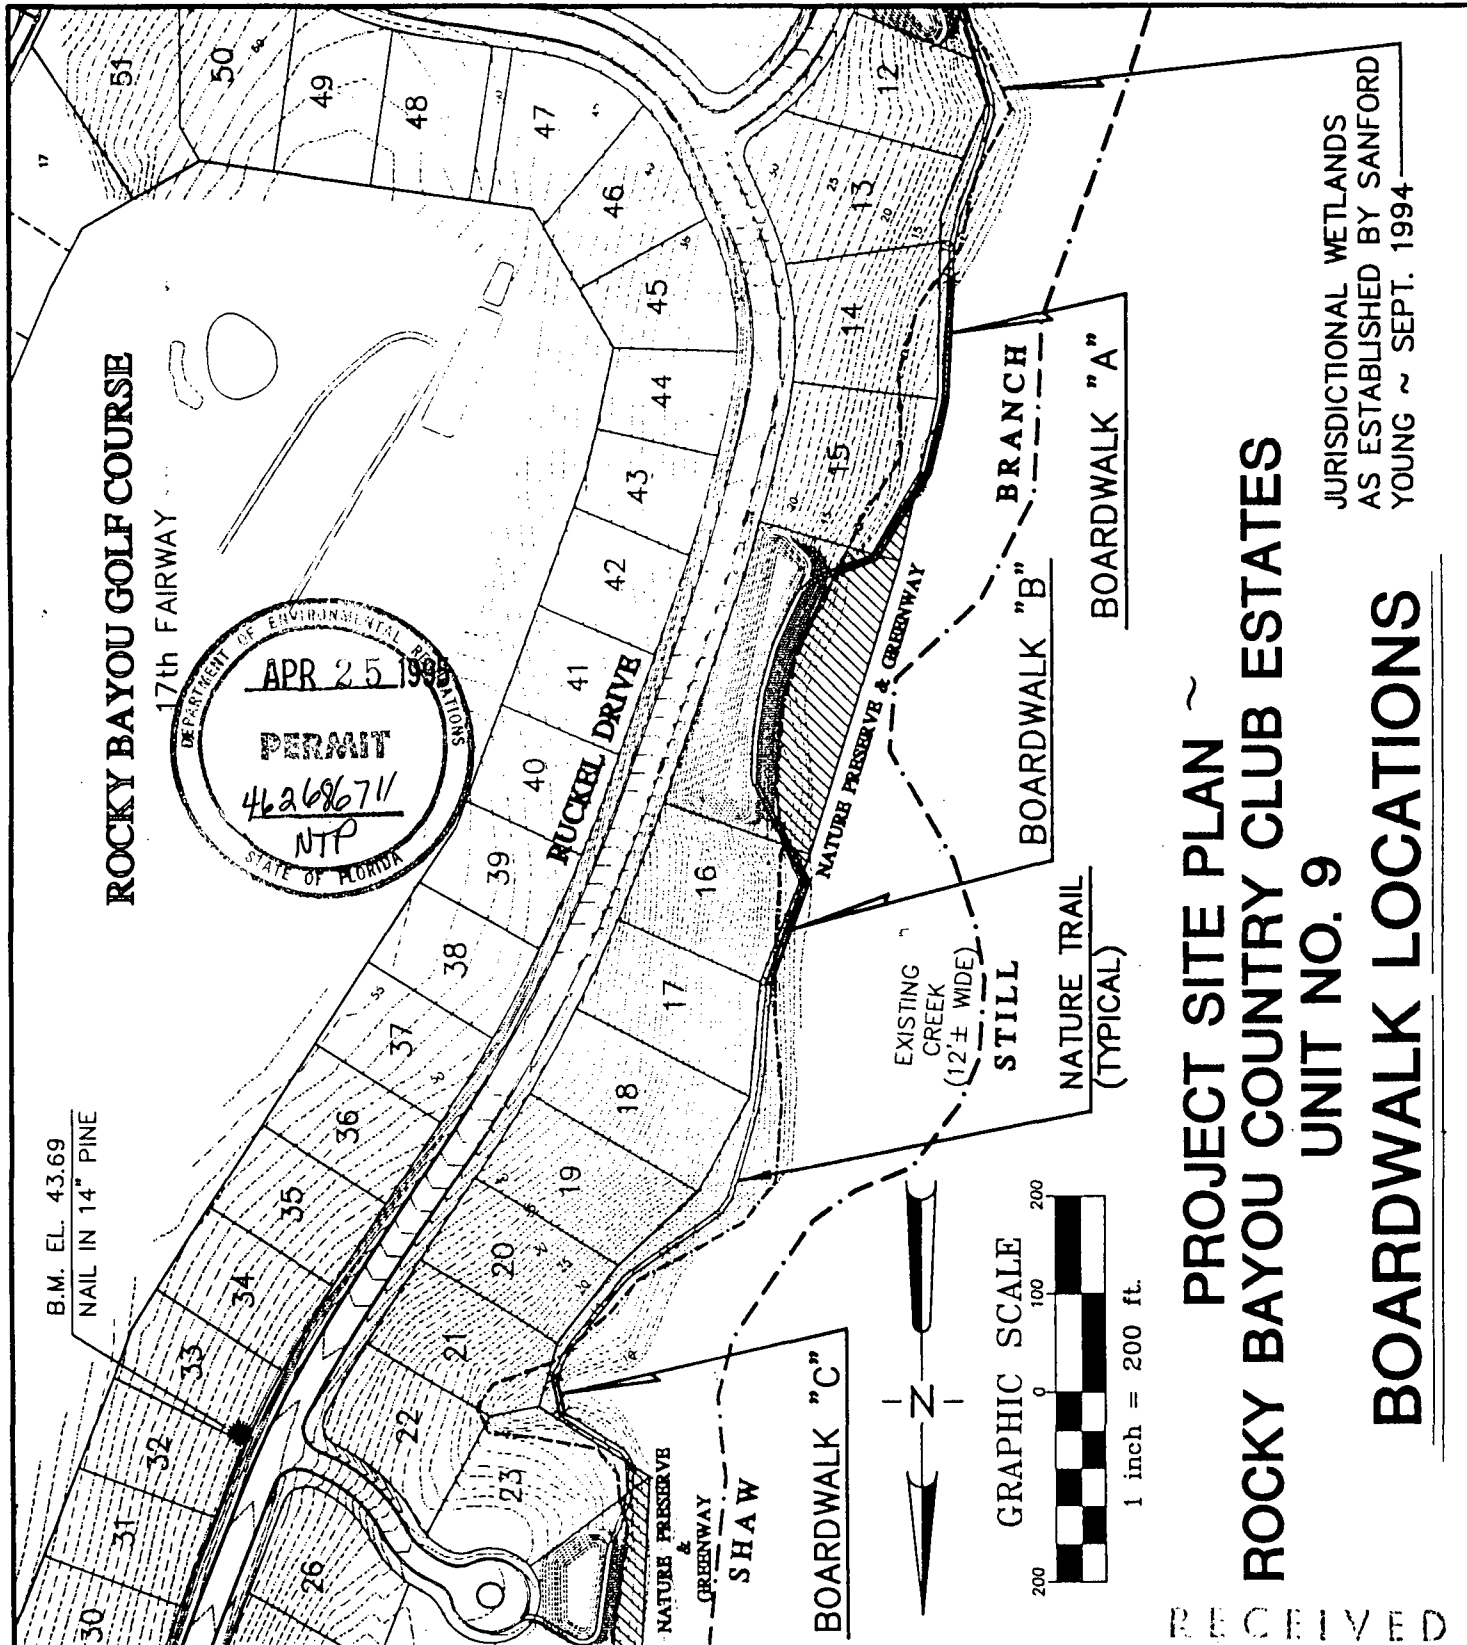 ROCKY BAYOU GOLF COURSE
17th FAIRWAY
DEPARTMENT OF ENVIRONMENTAL
STATE OF FLORIDA
APR 25
PERMIT
462686711
NTP
RUCKEL DRIVE
B.M. EL. 43.69
NAIL IN 14" PINE
17
51
50
49
48
47
46
45
44
43
42
41
40
39
38
37
36
35
34
33
32
31
30
12
13
14
15
16
17
18
19
20
21
22
23
26
NATURE PRESERVE & GREENWAY
NATURE PRESERVE
&
GREENWAY
SHAW
STILL
BRANCH
EXISTING
CREEK
(12'± WIDE)
NATURE TRAIL
(TYPICAL)
BOARDWALK "A"
BOARDWALK "B"
BOARDWALK "C"
JURISDICTIONAL WETLANDS
AS ESTABLISHED BY SANFORD
YOUNG ~ SEPT. 1994
N
GRAPHIC SCALE
200 0 100 200
1 inch = 200 ft.
PROJECT SITE PLAN ~
ROCKY BAYOU COUNTRY CLUB ESTATES
UNIT NO. 9
BOARDWALK LOCATIONS
RECEIVED